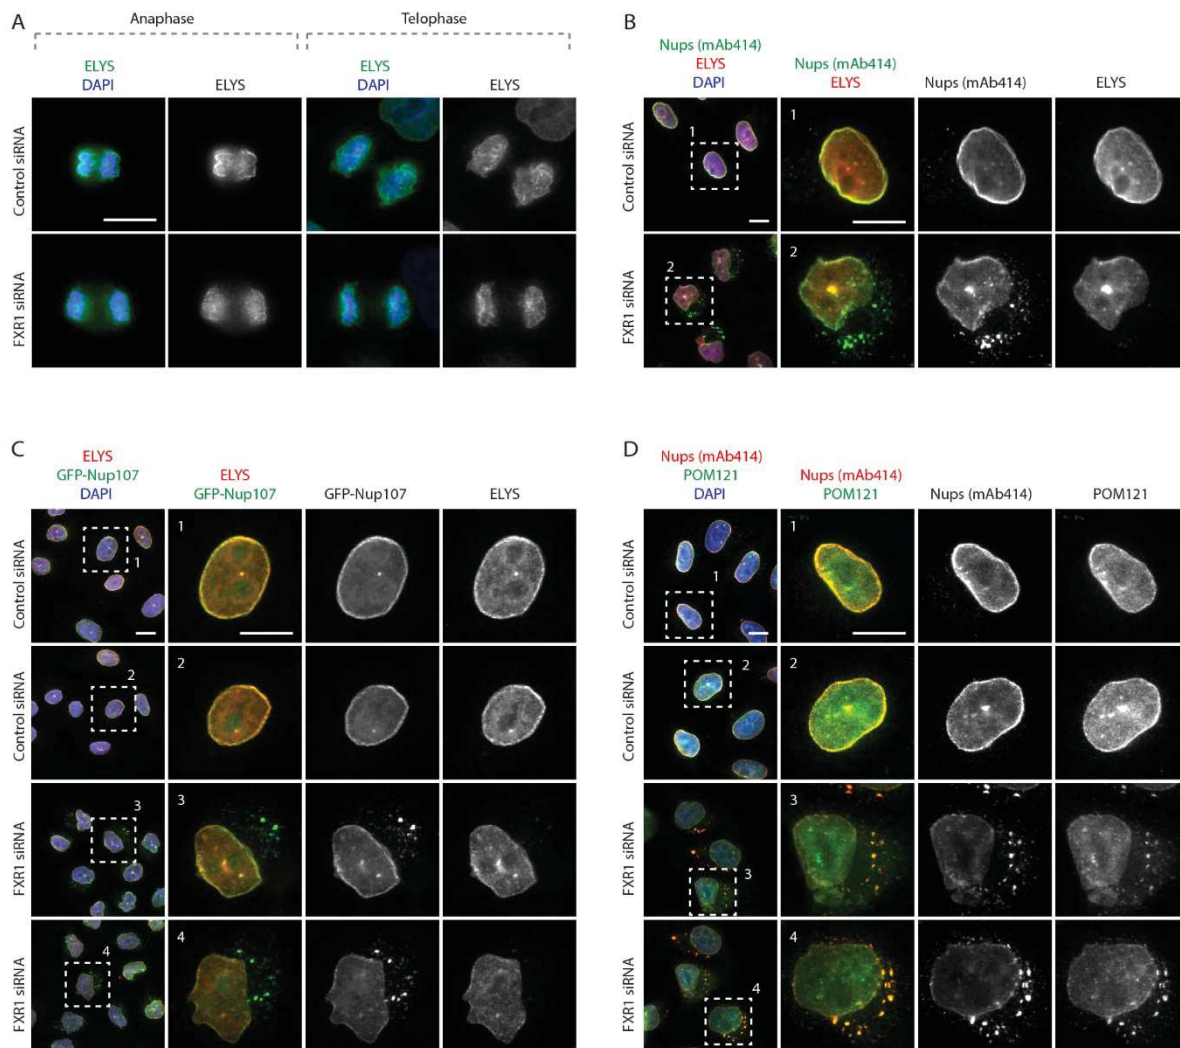 A
Anaphase
Telophase
ELYS
DAPI
ELYS
ELYS
DAPI
ELYS
Control siRNA
FXR1 siRNA
B
Nups (mAb414)
ELYS
DAPI
Nups (mAb414)
ELYS
Nups (mAb414)
ELYS
Control siRNA
1
1
FXR1 siRNA
2
2
C
ELYS
GFP-Nup107
DAPI
ELYS
GFP-Nup107
GFP-Nup107
ELYS
Control siRNA
1
1
Control siRNA
2
2
FXR1 siRNA
3
3
FXR1 siRNA
4
4
D
Nups (mAb414)
POM121
DAPI
Nups (mAb414)
POM121
Nups (mAb414)
POM121
Control siRNA
1
1
Control siRNA
2
2
FXR1 siRNA
3
3
FXR1 siRNA
4
4